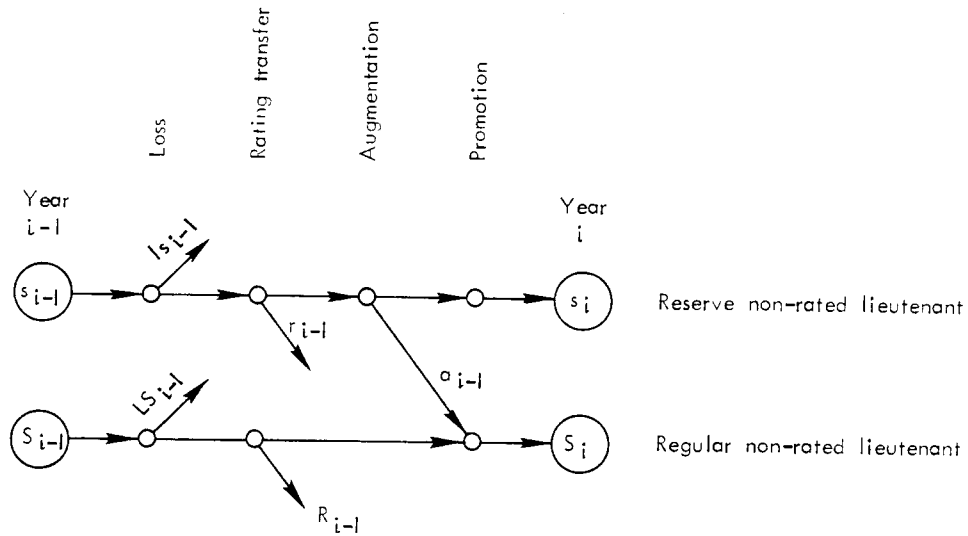 Loss
Rating transfer
Augmentation
Promotion
Year
i-1
Year
i
s i-1
ls i-1
r i-1
a i-1
s i
Reserve non-rated lieutenant
S i-1
LS i-1
R i-1
S i
Regular non-rated lieutenant